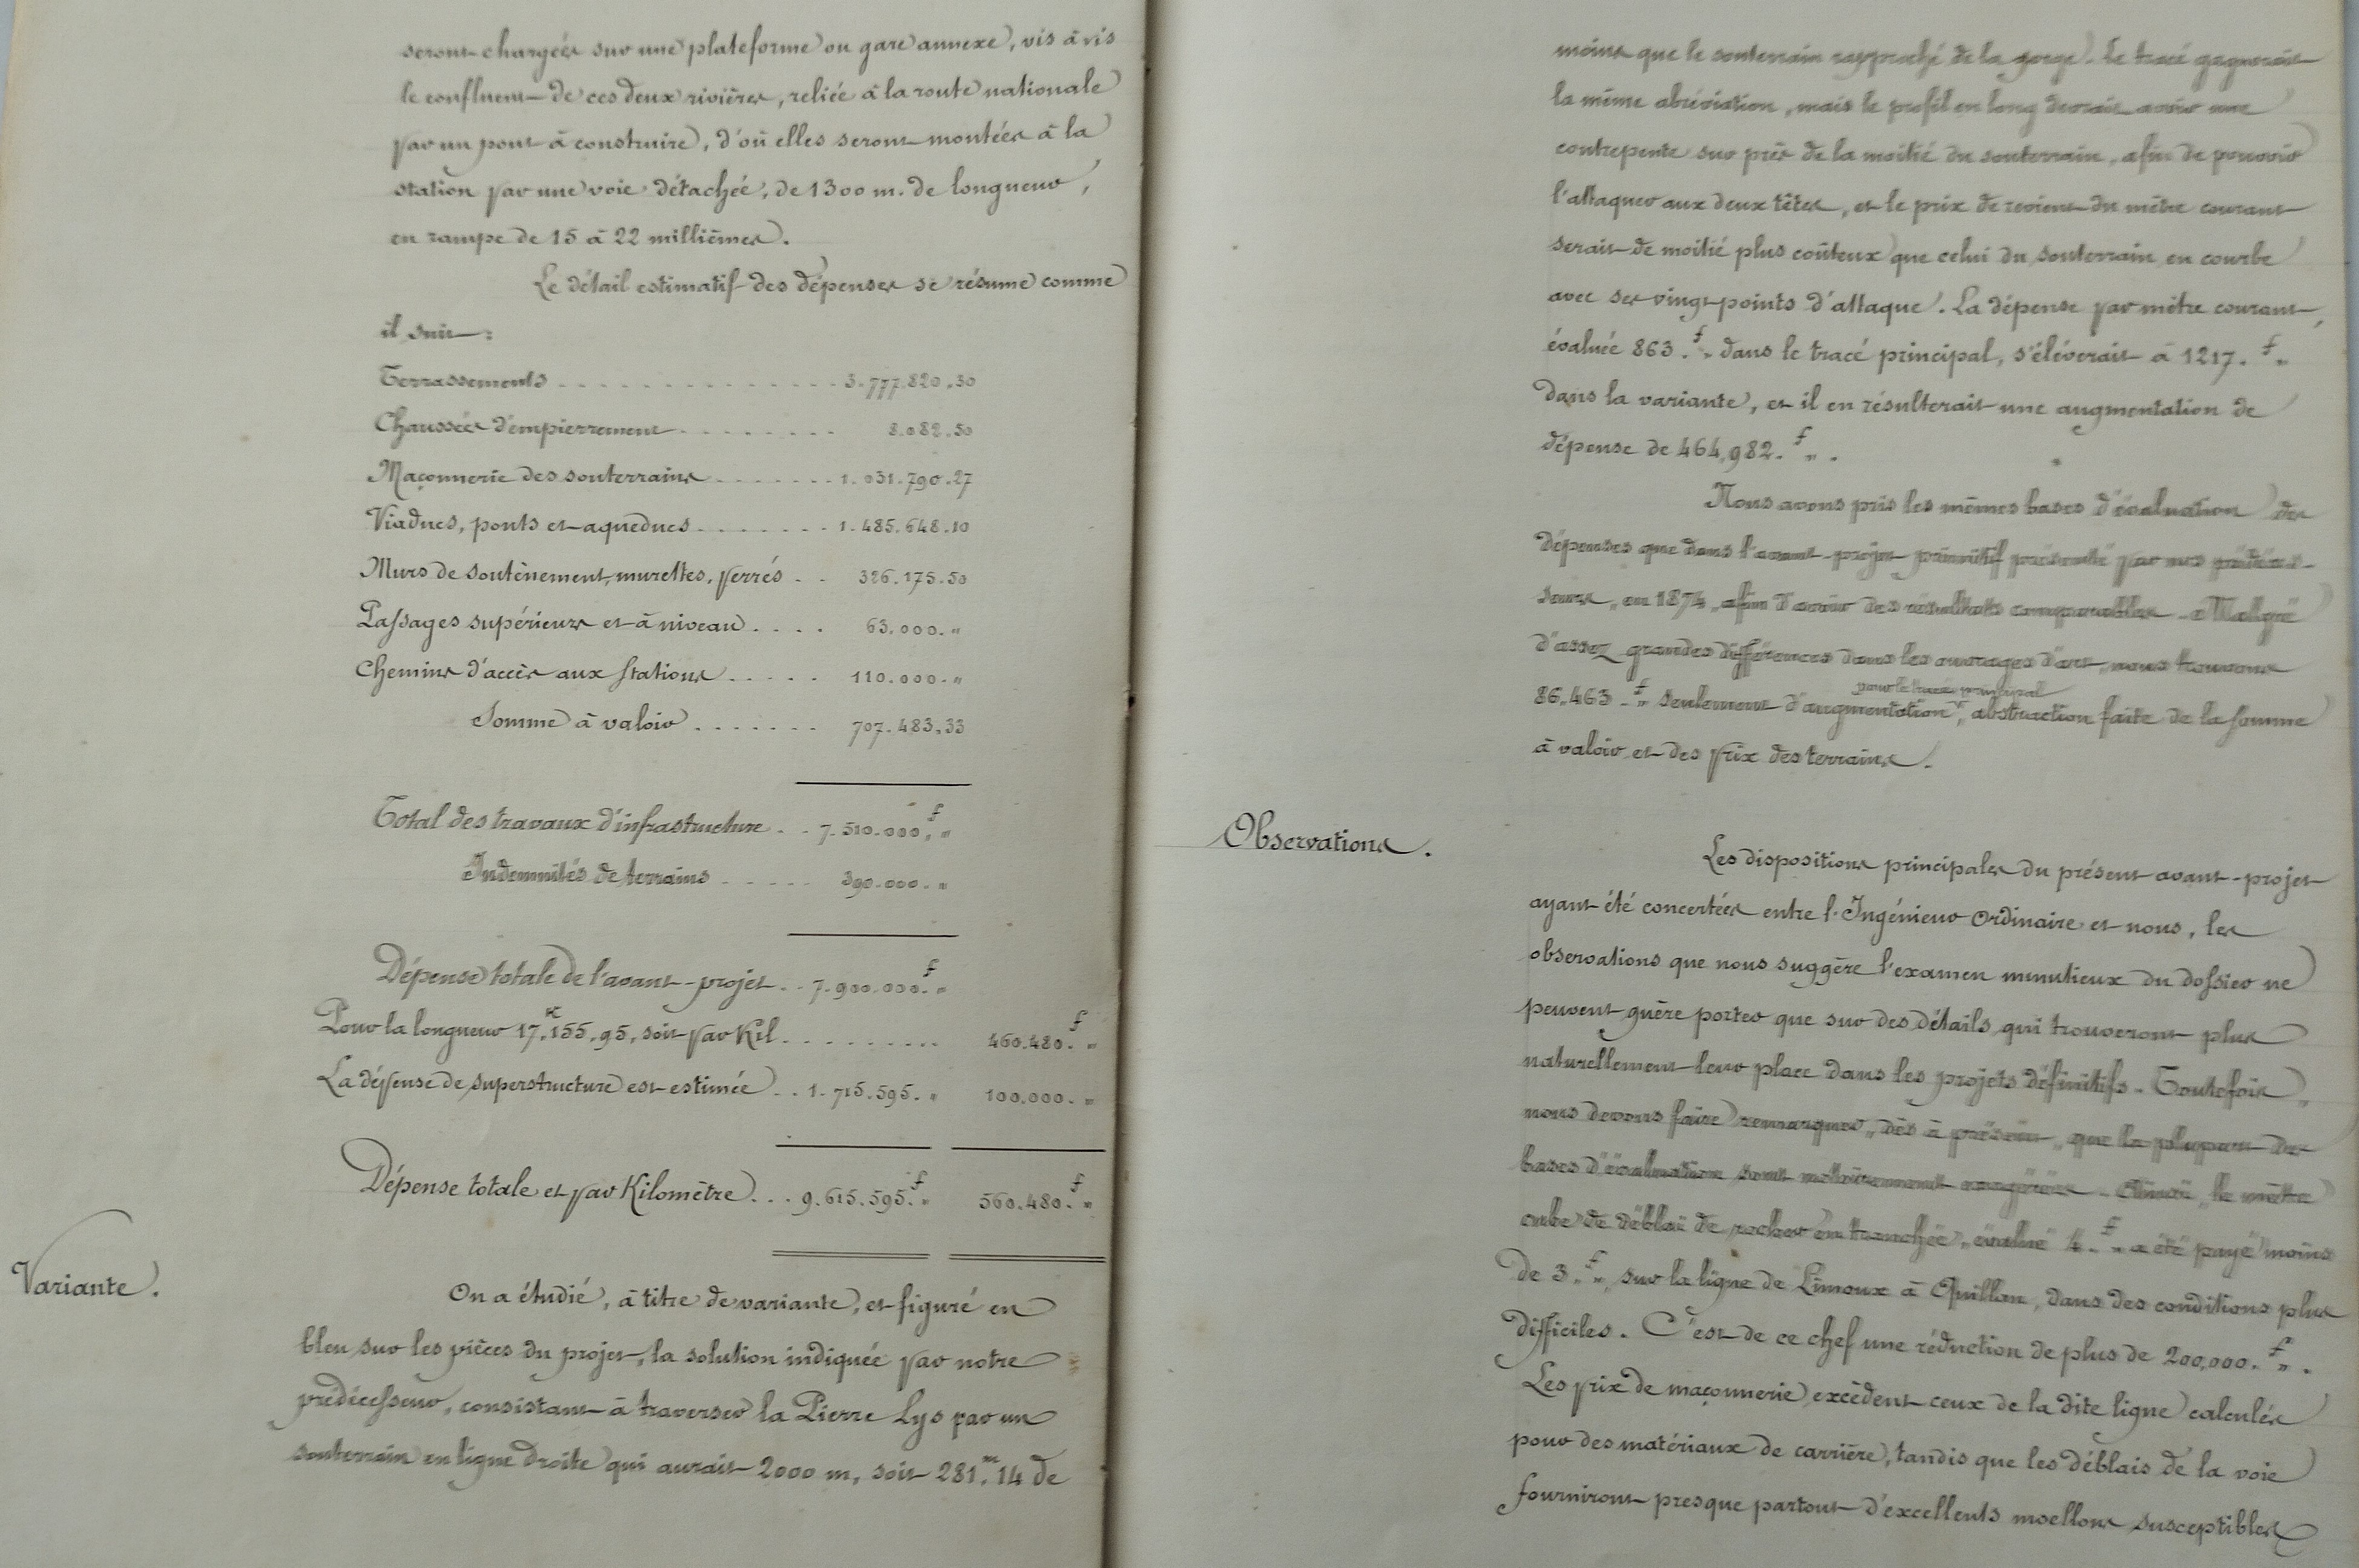 seront chargées sur une plateforme ou gare annexe, vis à vis
le confluent de ces deux rivières, reliée à la route nationale
par un pont à construire, d'où elles seront montées à la
station par une voie détachée, de 1300 m. de longueur,
en rampe de 15 à 22 millièmes.
Le détail estimatif des dépenses se résume comme
il suit :
Terrassements . . . . . . . . . . . . 3.777.820,30
Chaussées d'empierrement . . . . . . . . 8.082.50
Maçonnerie des souterrains . . . . . . . 1.031.790.27
Viaducs, ponts et aqueducs . . . . . . . 1.485.648.10
Murs de soutènement, murettes, perrés . . 326.175.50
Passages supérieurs et à niveau . . . . 63.000. "
Chemins d'accès aux stations . . . . . 110.000. "
Somme à valoir . . . . . . . 707.483,33
Total des travaux d'infrastructure . . 7.510.000,f "
Indemnités de terrains . . . . . 390.000. "
Dépense totale de l'avant-projet . . 7.900.000.f "
Pour la longueur 17K.155,95, soit par Kil . . . . . . . . . 460.480.f "
La dépense de superstructure est estimée . . 1.715.595. " 100.000. "
Dépense totale et par Kilomètre . . . 9.615.595.f " 560.480.f "
Variante.
On a étudié, à titre de variante, et figuré en
bleu sur les pièces du projet, la solution indiquée par notre
prédécesseur, consistant à traverser la Pierre Lys par un
souterrain en ligne droite qui aurait 2000 m, soit 281,m14 de
moins que le souterrain rapproché de la gorge. Le tracé gagnerait
la même abréviation, mais le profil en long devrait avoir une
contrepente sur près de la moitié du souterrain, afin de pouvoir
l'attaquer aux deux têtes, et le prix de revient du mètre courant
serait de moitié plus coûteux que celui du souterrain en courbe
avec ses vingt points d'attaque. La dépense par mètre courant,
évaluée 863.f " dans le tracé principal, s'élèverait à 1217.f "
dans la variante, et il en résulterait une augmentation de
dépense de 464,982.f " .
Nous avons pris les mêmes bases d'évaluation des
dépenses que dans l'avant-projet primitif présenté par nos prédéces-
seurs, en 1874, afin d'avoir des résultats comparables. Malgré
d'assez grandes différences dans les ouvrages d'art, nous trouvons
pour le tracé principal
86.463.f " seulement d'augmentation, abstraction faite de la somme
à valoir et des prix des terrains.
Observations.
Les dispositions principales du présent avant-projet
ayant été concertées entre l'Ingénieur Ordinaire et nous, les
observations que nous suggère l'examen minutieux du dossier ne
peuvent guère porter que sur des détails qui trouveront plus
naturellement leur place dans les projets définitifs. Toutefois,
nous devons faire remarquer, dès à présent, que la plupart des
bases d'évaluation sont notoirement exagérées. Ainsi, le mètre
cube de déblai de rocher en tranchée, évalué 4.f " a été payé moins
de 3.f ", sur la ligne de Limoux à Quillan, dans des conditions plus
difficiles. C'est de ce chef une réduction de plus de 200,000.f " .
Les prix de maçonnerie excèdent ceux de la dite ligne calculés
pour des matériaux de carrière, tandis que les déblais de la voie
fourniront presque partout d'excellents moellons susceptibles